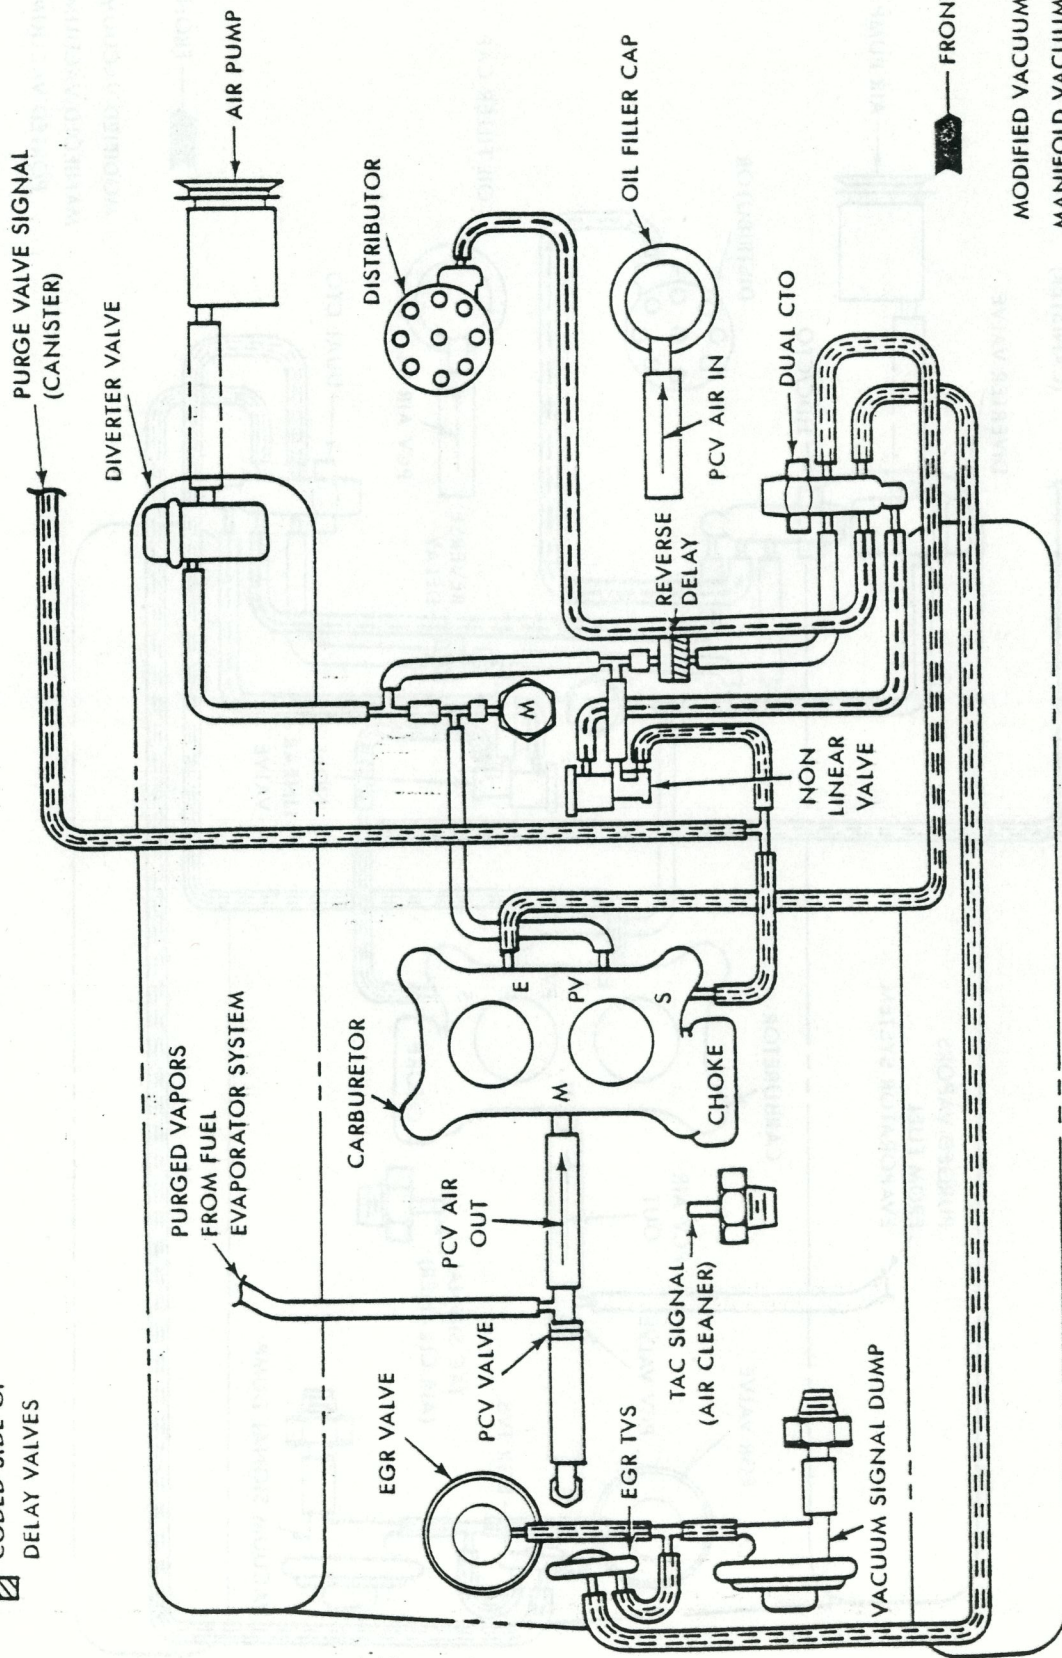 CODED SIDE OF
DELAY VALVES
PURGE VALVE SIGNAL
(CANISTER)
DIVERTER VALVE
AIR PUMP
PURGED VAPORS
FROM FUEL
EVAPORATOR SYSTEM
DISTRIBUTOR
CARBURETOR
OIL FILLER CAP
EGR VALVE
PCV VALVE
PCV AIR
OUT
M
E
PV
S
CHOKE
M
REVERSE
DELAY
PCV AIR IN
DUAL CTO
NON
LINEAR
VALVE
TAC SIGNAL
(AIR CLEANER)
EGR TVS
VACUUM SIGNAL DUMP
MODIFIED VACUUM
MANIFOLD VACUUM